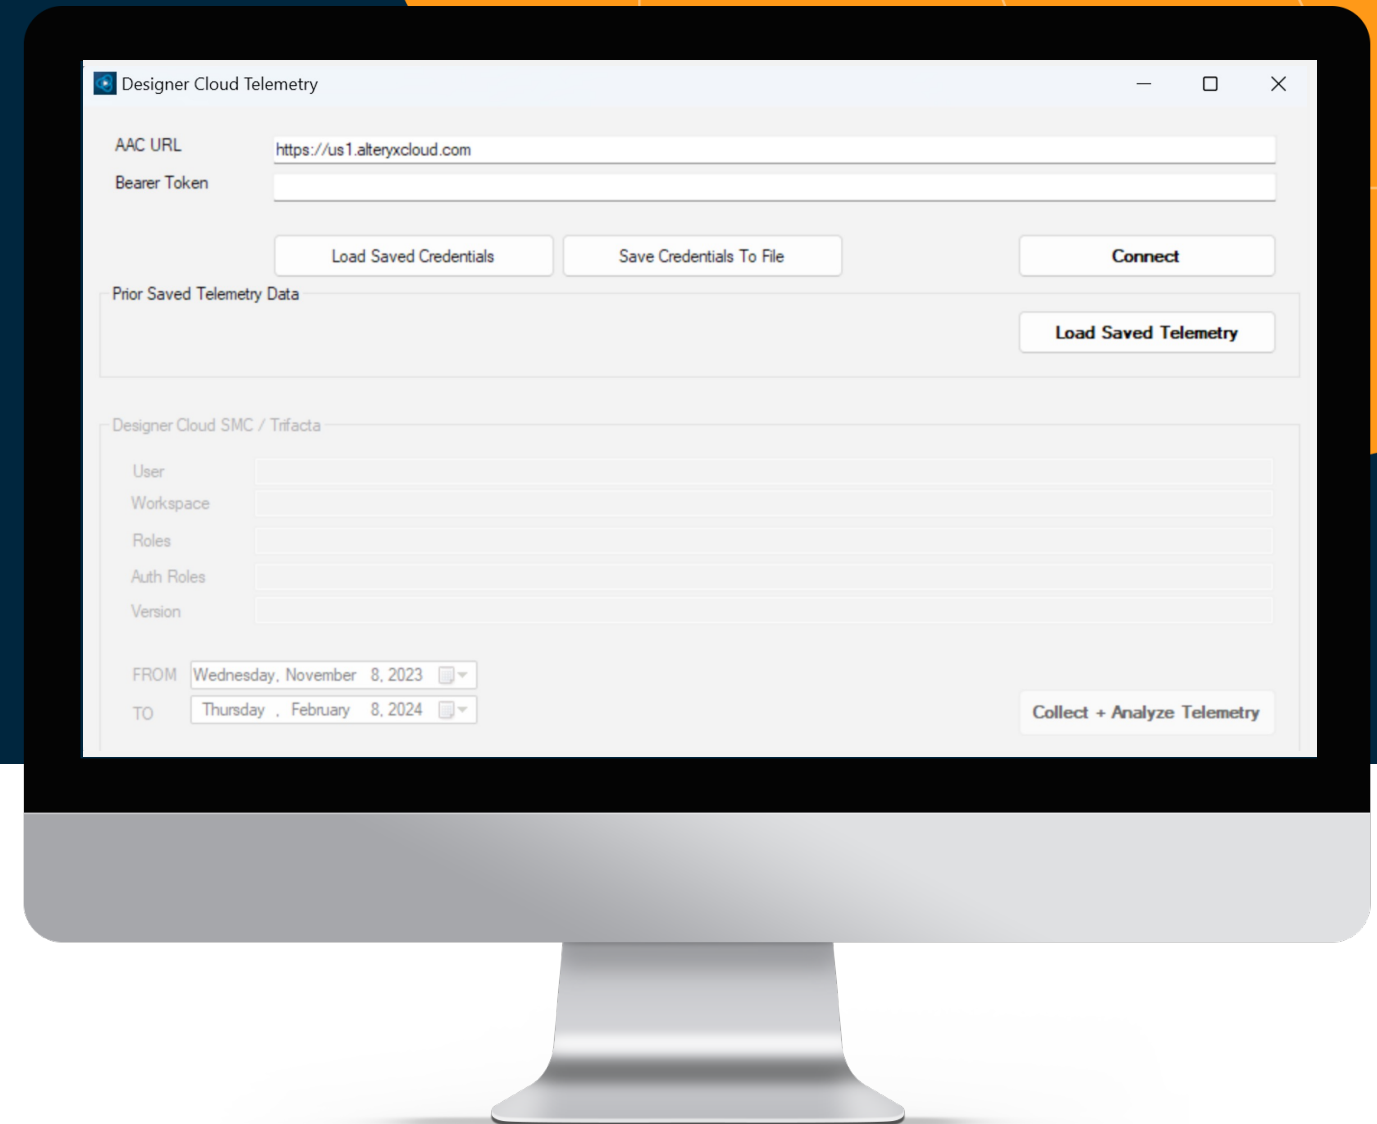 Designer Cloud Telemetry
AAC URL
https://us1.alteryxcloud.com
Bearer Token
Load Saved Credentials
Save Credentials To File
Connect
Prior Saved Telemetry Data
Load Saved Telemetry
Designer Cloud SMC / Trifacta
User
Workspace
Roles
Auth Roles
Version
FROM Wednesday, November 8, 2023
TO Thursday , February 8, 2024
Collect + Analyze Telemetry